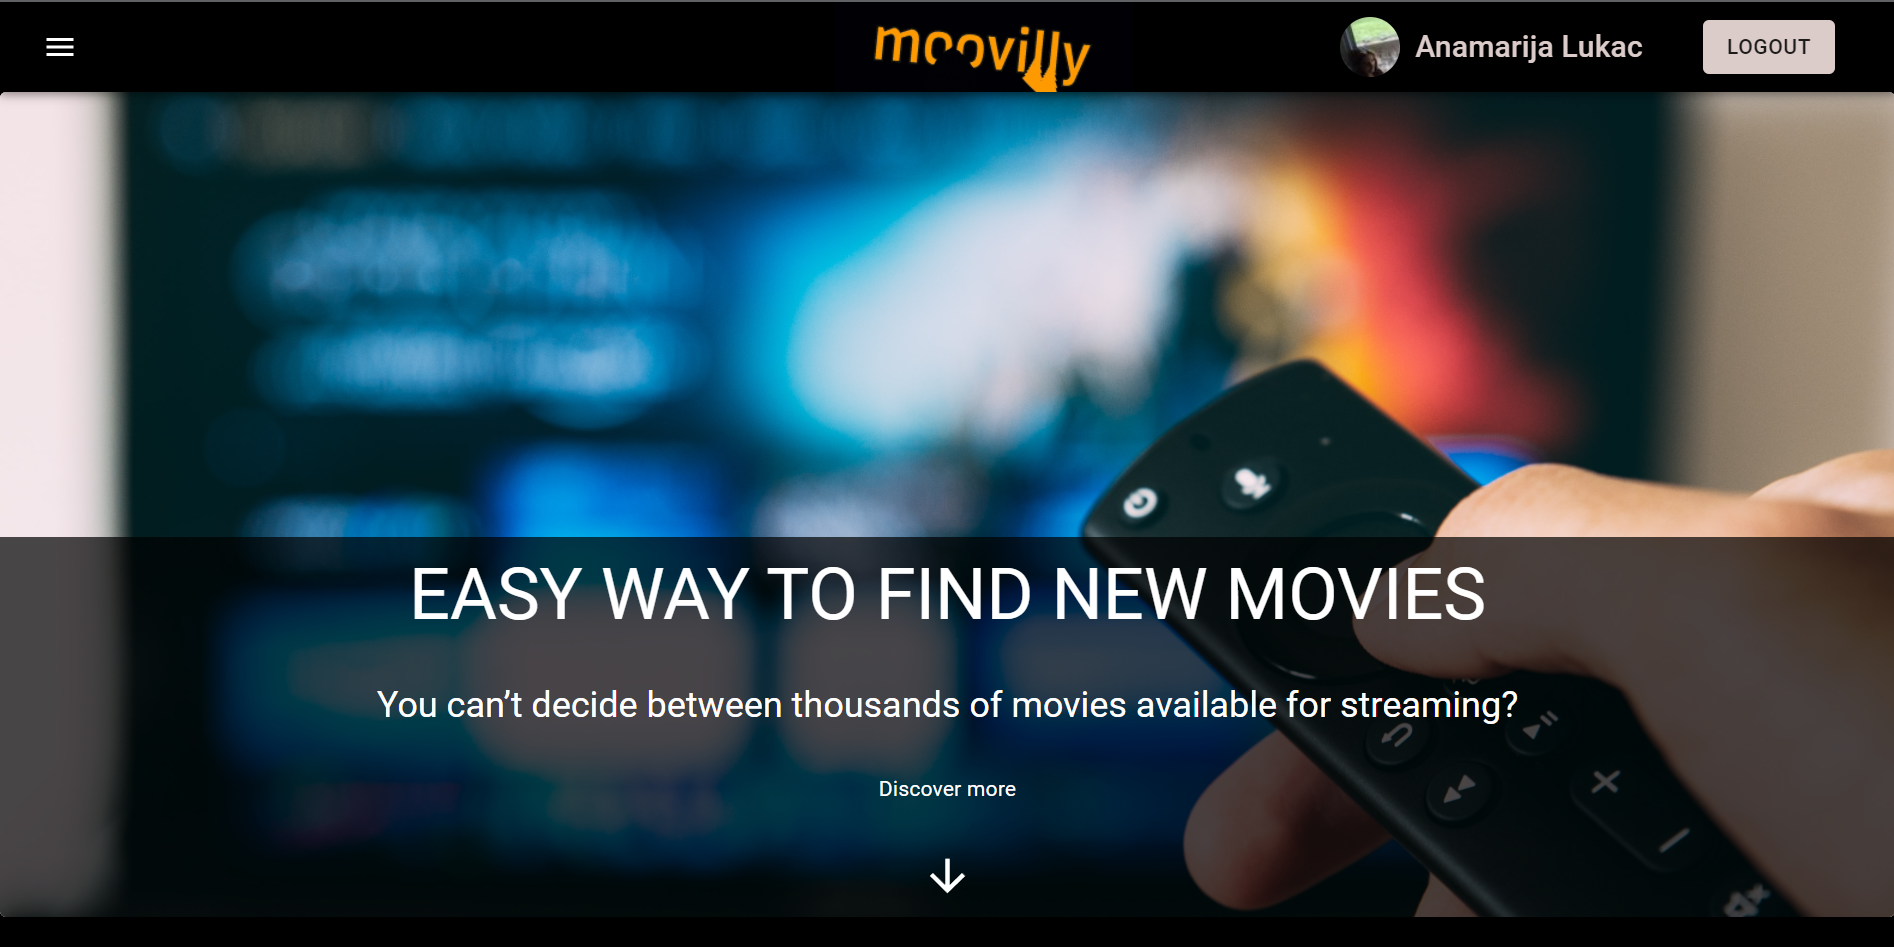 moovilly
Anamarija Lukac
LOGOUT
EASY WAY TO FIND NEW MOVIES
You can’t decide between thousands of movies available for streaming?
Discover more